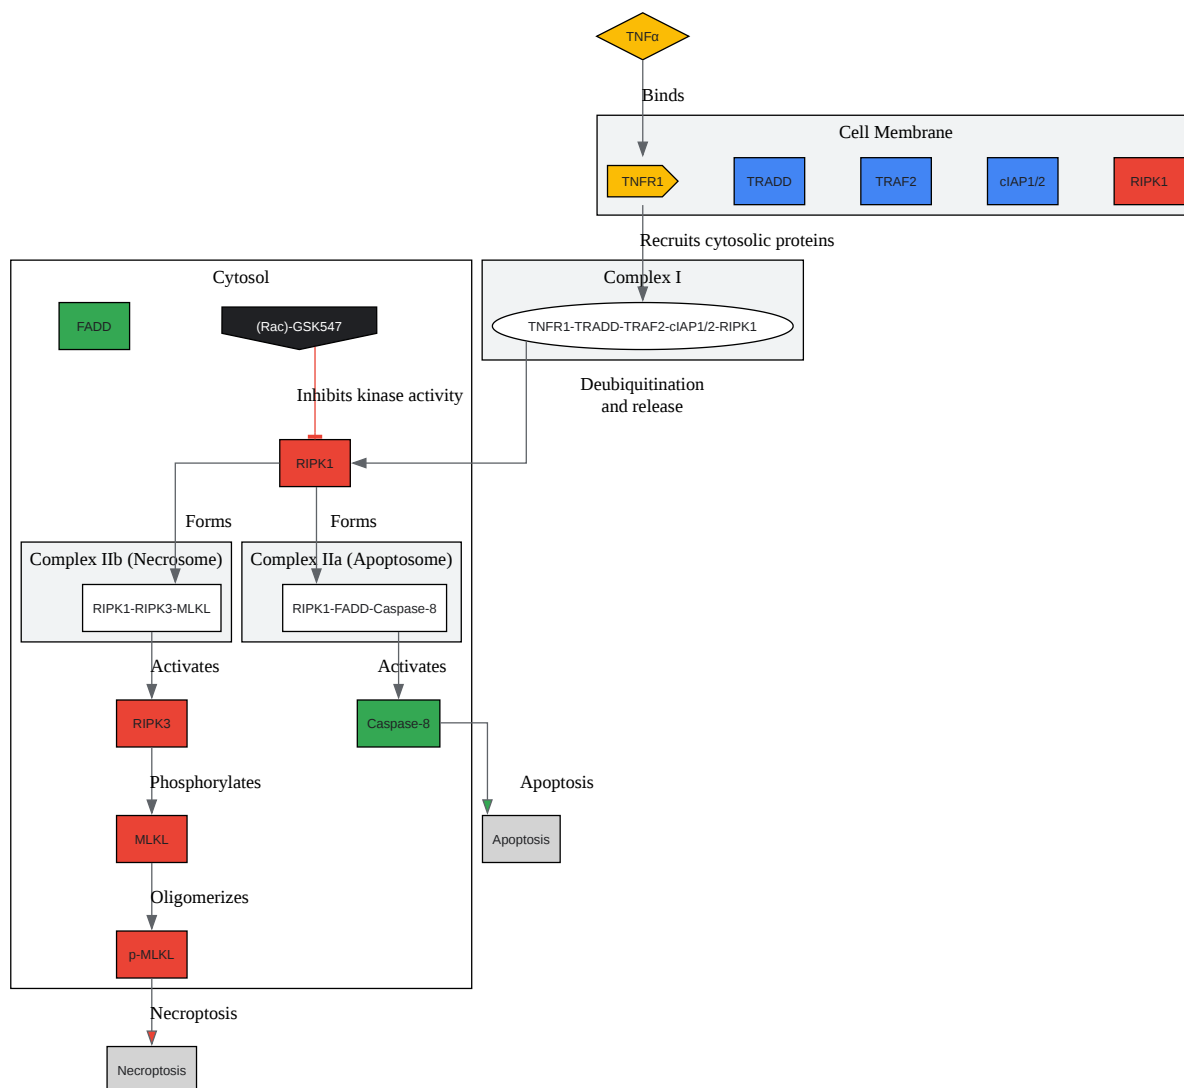 TNFα
Binds
Cell Membrane
TNFR1
TRADD
TRAF2
cIAP1/2
RIPK1
Recruits cytosolic proteins
Cytosol
Complex I
FADD
(Rac)-GSK547
TNFR1-TRADD-TRAF2-cIAP1/2-RIPK1
Inhibits kinase activity
Deubiquitination
and release
RIPK1
Forms
Forms
Complex IIb (Necrosome)
Complex IIa (Apoptosome)
RIPK1-RIPK3-MLKL
RIPK1-FADD-Caspase-8
Activates
Activates
RIPK3
Caspase-8
Phosphorylates
Apoptosis
MLKL
Apoptosis
Oligomerizes
p-MLKL
Necroptosis
Necroptosis